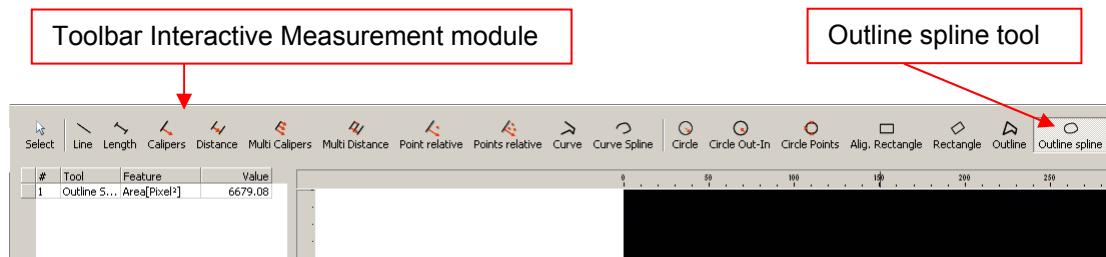 Toolbar Interactive Measurement module
Outline spline tool
Select Line Length Calipers Distance Multi Calipers Multi Distance Point relative Points relative Curve Curve Spline Circle Circle Out-In Circle Points Alig. Rectangle Rectangle Outline Outline spline
# Tool Feature Value
1 Outline S... Area[Pixel²] 6679.08
0 50 100 150 200 250